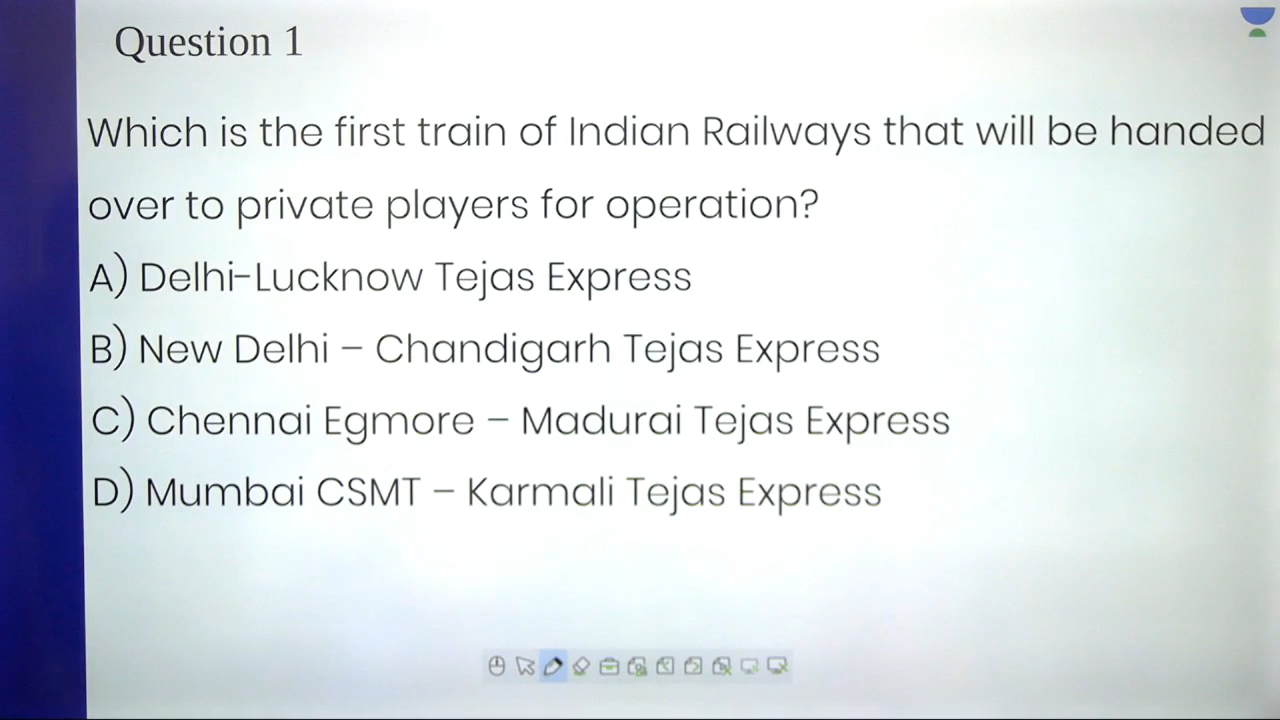 Question 1
Which is the first train of Indian Railways that will be handed
over to private players for operation?
A) Delhi-Lucknow Tejas Express
B) New Delhi – Chandigarh Tejas Express
C) Chennai Egmore – Madurai Tejas Express
D) Mumbai CSMT – Karmali Tejas Express